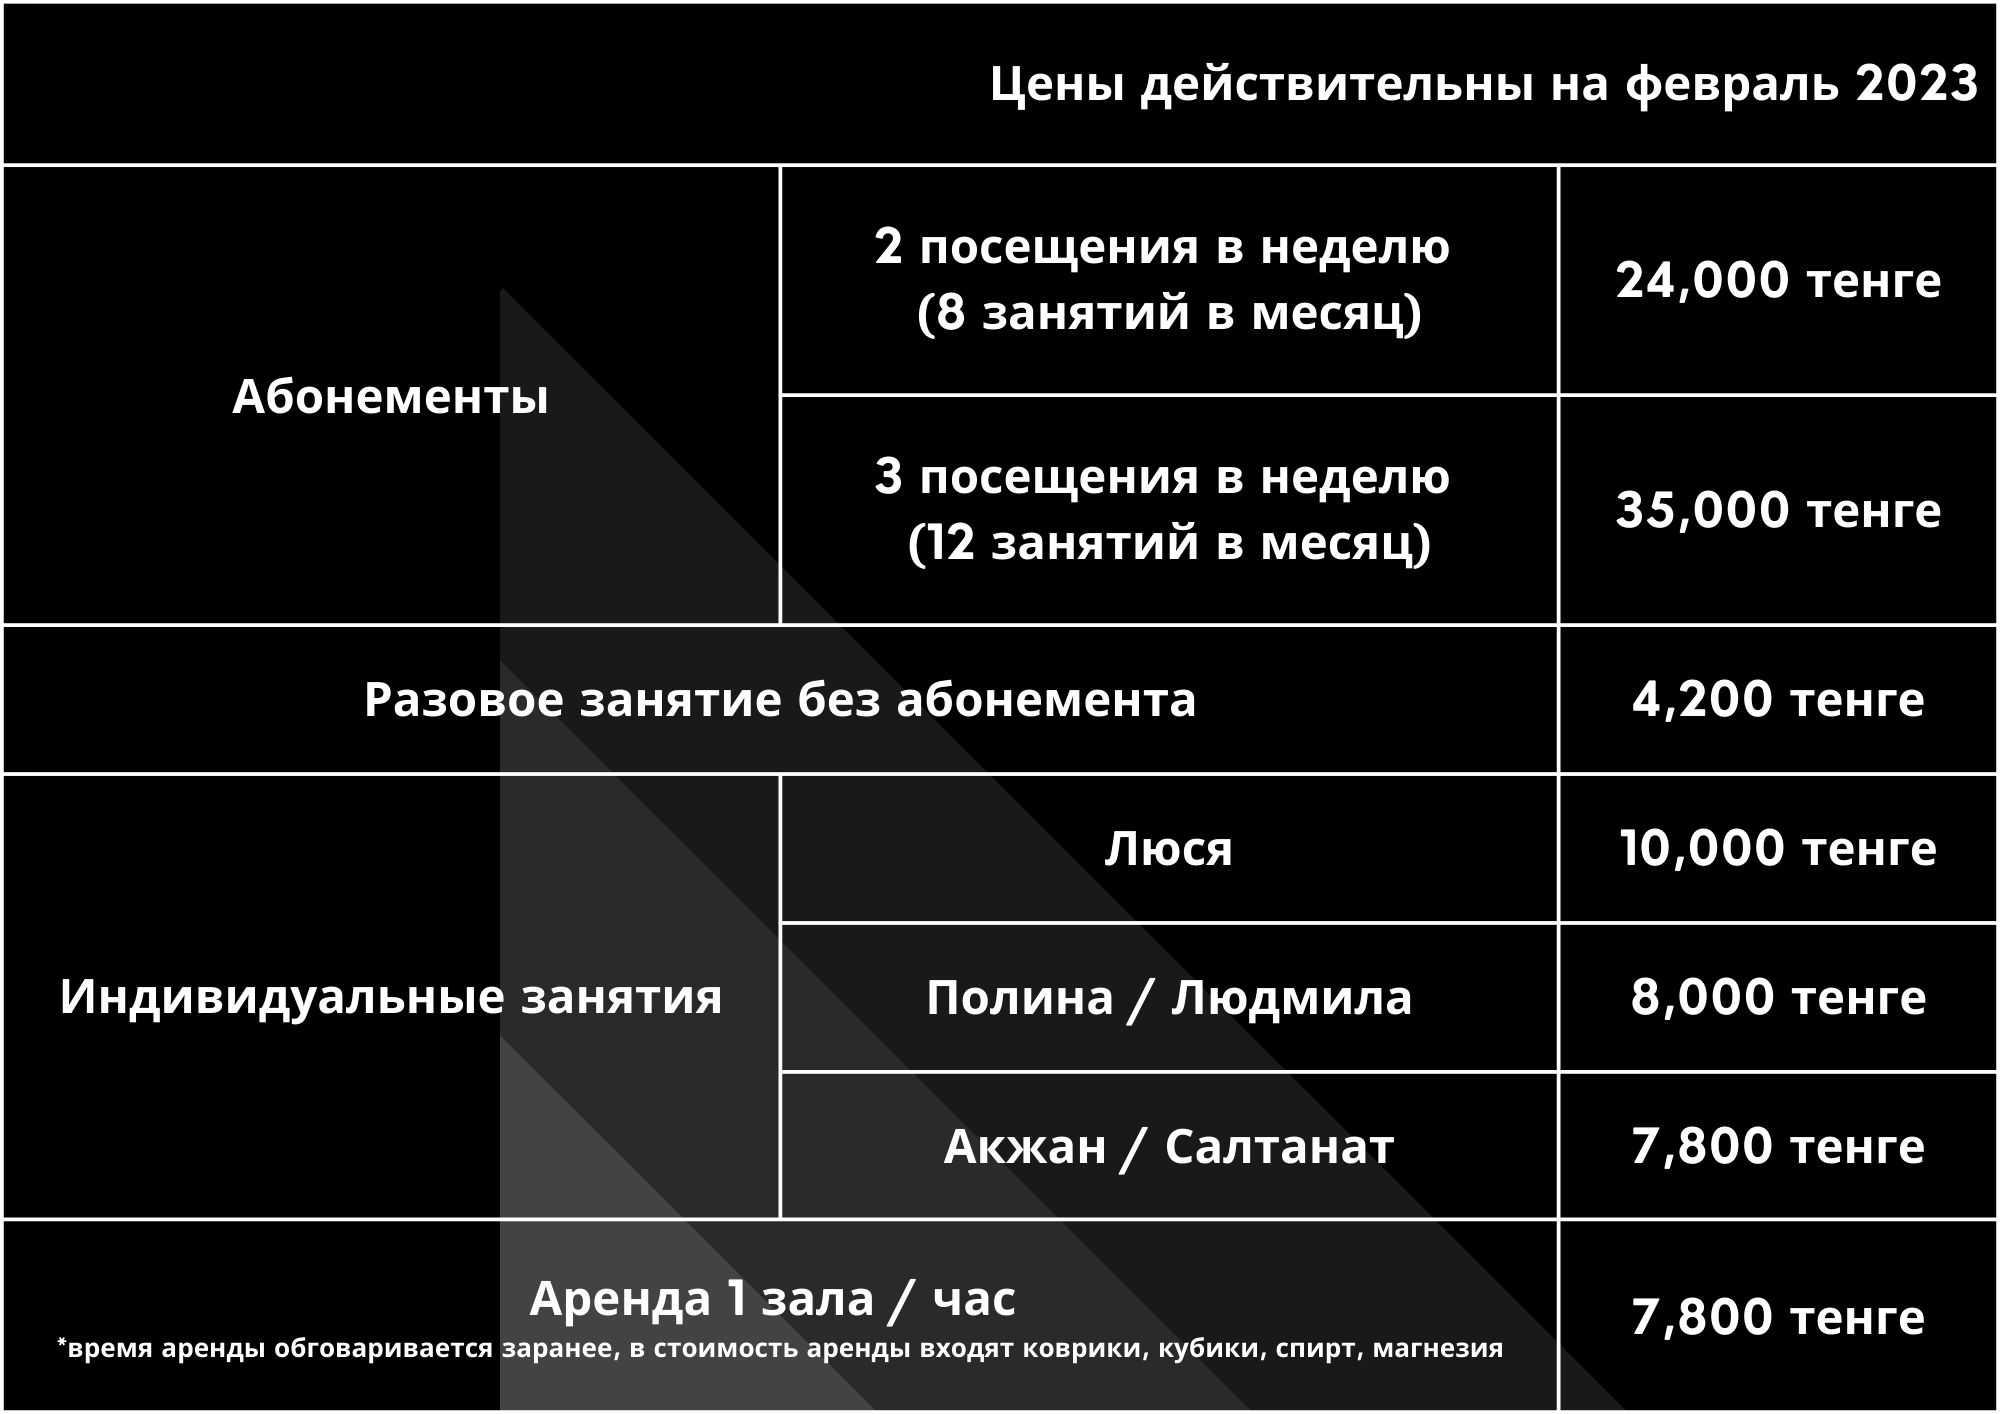 Цены действительны на февраль 2023
Абонементы
2 посещения в неделю
(8 занятий в месяц)
24,000 тенге
3 посещения в неделю
(12 занятий в месяц)
35,000 тенге
Разовое занятие без абонемента
4,200 тенге
Индивидуальные занятия
Люся
10,000 тенге
Полина / Людмила
8,000 тенге
Акжан / Салтанат
7,800 тенге
Аренда 1 зала / час
*время аренды обговаривается заранее, в стоимость аренды входят коврики, кубики, спирт, магнезия
7,800 тенге